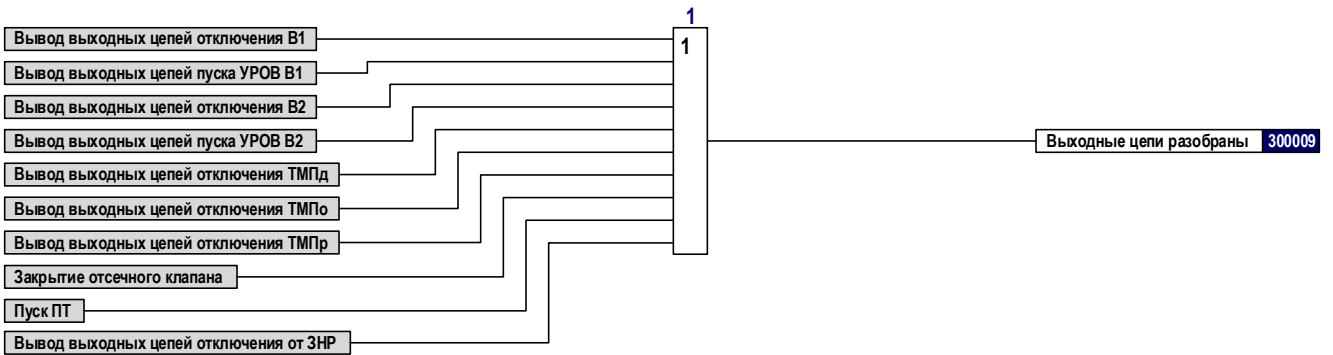 1
Вывод выходных цепей отключения В1
1
Вывод выходных цепей пуска УРОВ В1
Вывод выходных цепей отключения В2
Вывод выходных цепей пуска УРОВ В2
Выходные цепи разобраны 300009
Вывод выходных цепей отключения ТМПд
Вывод выходных цепей отключения ТМПо
Вывод выходных цепей отключения ТМПр
Закрытие отсечного клапана
Пуск ПТ
Вывод выходных цепей отключения от ЗНР